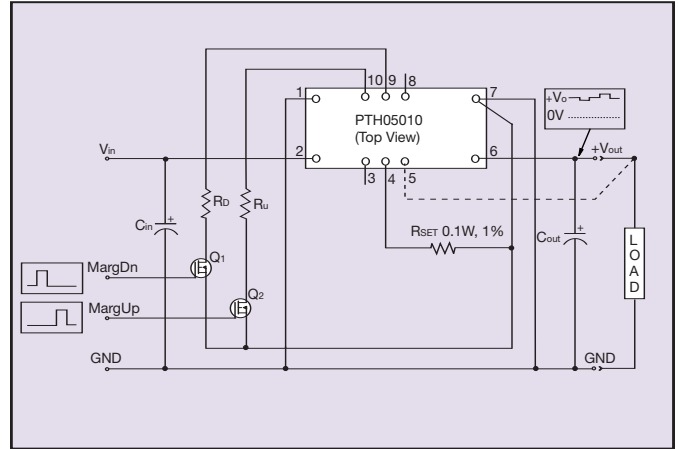 10 9 8
1
7
+Vo
0V
PTH05010
(Top View)
Vin
2
6
+Vout
3
4
5
RD
Ru
RSET 0.1W, 1%
Cin
+
Cout
+
LOAD
Q1
MargDn
Q2
MargUp
GND
GND